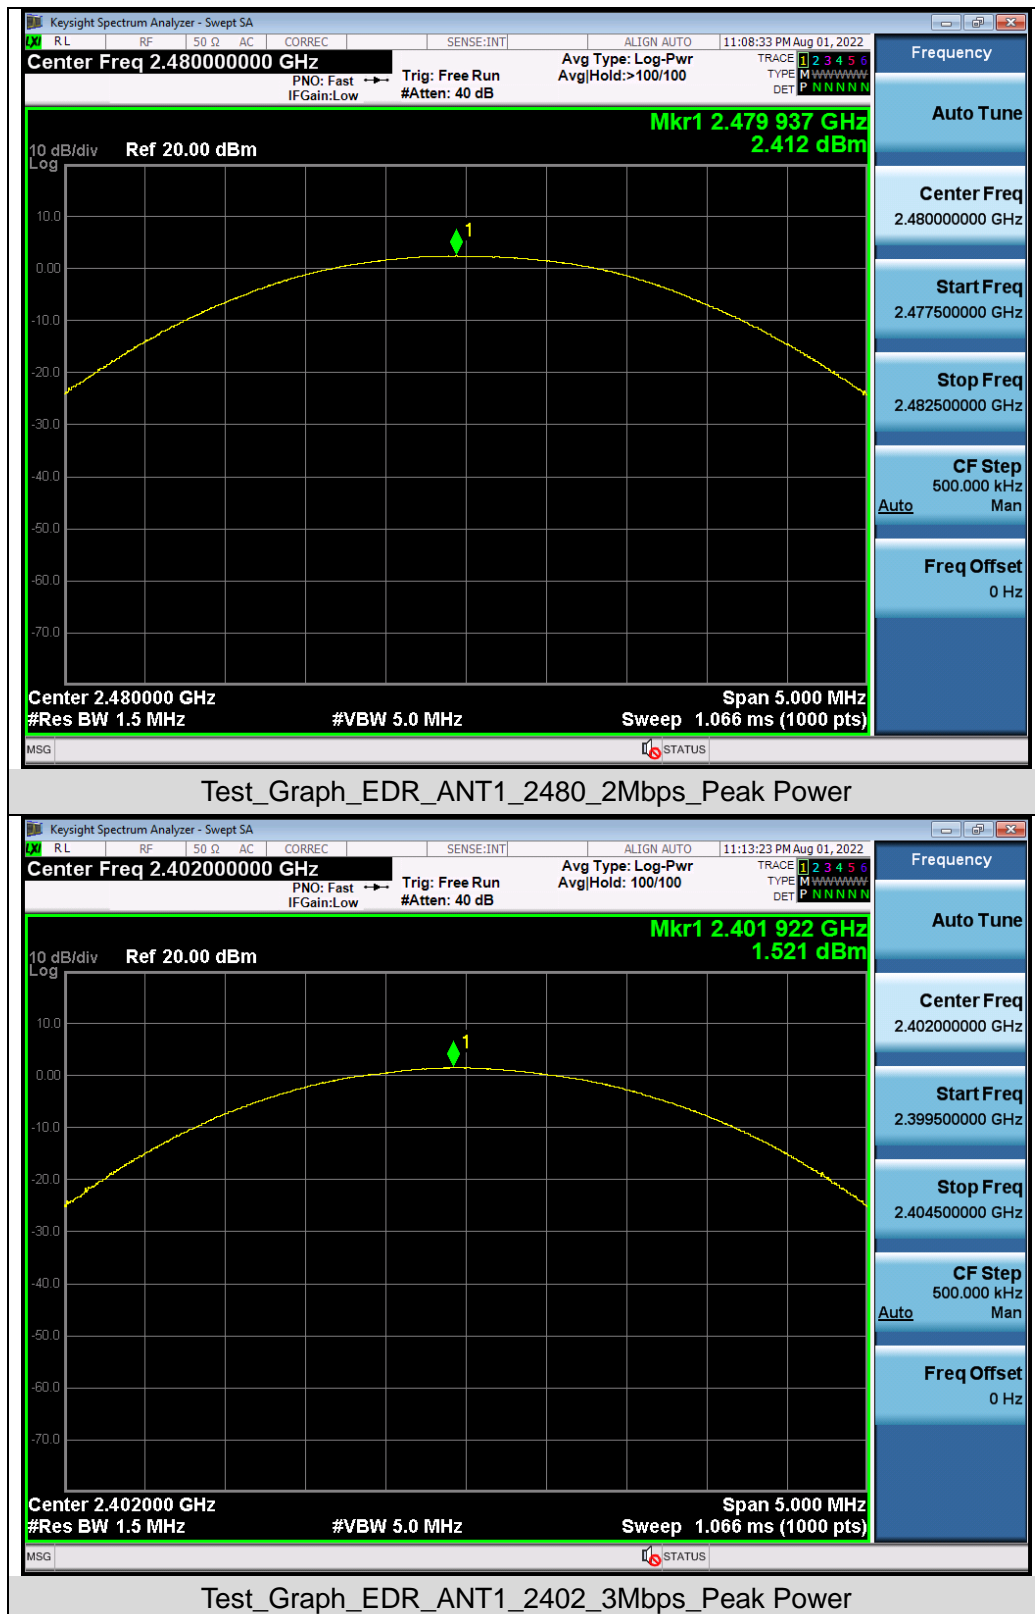 Keysight Spectrum Analyzer - Swept SA
LXI RL RF 50 Ω AC CORREC SENSE:INT ALIGN AUTO 11:08:33 PM Aug 01, 2022
Center Freq 2.480000000 GHz
PNO: Fast
IFGain:Low
Trig: Free Run
#Atten: 40 dB
Avg Type: Log-Pwr
Avg|Hold:>100/100
TRACE 1 2 3 4 5 6
TYPE M WWWWW
DET P N N N N N
Mkr1 2.479 937 GHz
2.412 dBm
10 dB/div Ref 20.00 dBm
Log
10.0
1
0.00
-10.0
-20.0
-30.0
-40.0
-50.0
-60.0
-70.0
Center 2.480000 GHz Span 5.000 MHz
#Res BW 1.5 MHz #VBW 5.0 MHz Sweep 1.066 ms (1000 pts)
MSG STATUS
Frequency
Auto Tune
Center Freq
2.480000000 GHz
Start Freq
2.477500000 GHz
Stop Freq
2.482500000 GHz
CF Step
500.000 kHz
Auto Man
Freq Offset
0 Hz
Test_Graph_EDR_ANT1_2480_2Mbps_Peak Power
Keysight Spectrum Analyzer - Swept SA
LXI RL RF 50 Ω AC CORREC SENSE:INT ALIGN AUTO 11:13:23 PM Aug 01, 2022
Center Freq 2.402000000 GHz
PNO: Fast
IFGain:Low
Trig: Free Run
#Atten: 40 dB
Avg Type: Log-Pwr
Avg|Hold: 100/100
TRACE 1 2 3 4 5 6
TYPE M WWWWW
DET P N N N N N
Mkr1 2.401 922 GHz
1.521 dBm
10 dB/div Ref 20.00 dBm
Log
10.0
1
0.00
-10.0
-20.0
-30.0
-40.0
-50.0
-60.0
-70.0
Center 2.402000 GHz Span 5.000 MHz
#Res BW 1.5 MHz #VBW 5.0 MHz Sweep 1.066 ms (1000 pts)
MSG STATUS
Frequency
Auto Tune
Center Freq
2.402000000 GHz
Start Freq
2.399500000 GHz
Stop Freq
2.404500000 GHz
CF Step
500.000 kHz
Auto Man
Freq Offset
0 Hz
Test_Graph_EDR_ANT1_2402_3Mbps_Peak Power